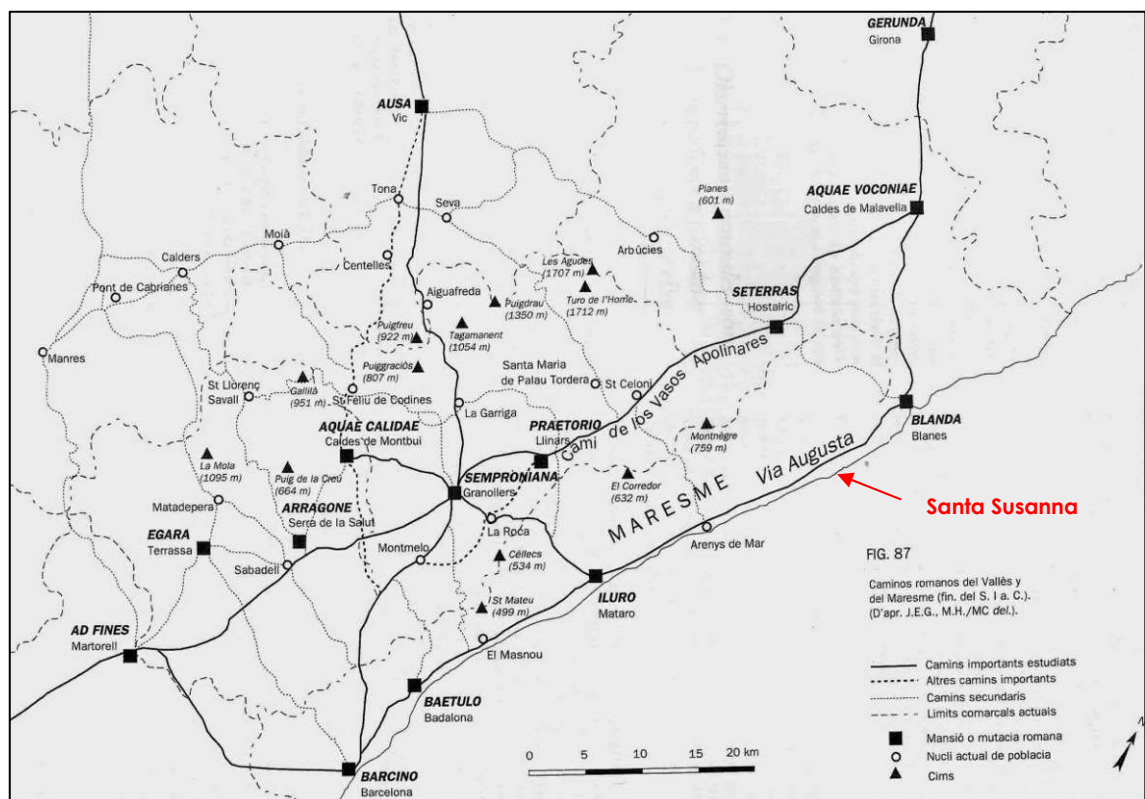 GERUNDA
Girona
AUSA
Vic
Pianes
(601 m)
AQUAE VOCONIAE
Caldes de Malavella
Tona
Seva
Moià
Arbúcies
Calders
Centelles
Les Agudes
(1707 m)
Pont de Cabrianes
Aiguafreda
Puigdrau
(1350 m)
Turo de l'Home
(1712 m)
SETERRAS
Hostalric
Puigfreu
(922 m)
Tagamanent
(1054 m)
Manres
Puiggraciòs
(807 m)
Santa Maria
de Palau Tordera
St Celoni
Camí de los Vasos Apolinares
St Llorenç
Savall
Gallifà
(951 m)
St Feliu de Codines
La Garriga
BLANDA
Blanes
AQUAE CALIDAE
Caldes de Montbui
PRAETORIO
Llinars
Montnègre
(759 m)
La Mola
(1095 m)
Puig de la Creu
(664 m)
SEMPRONIANA
Granollers
El Corredor
(632 m)
MARESME
Via Augusta
Santa Susanna
Matadepera
ARRAGONE
Serra de la Salut
La Roca
Arenys de Mar
EGARA
Terrassa
Montmelo
Céllecs
(534 m)
Sabadell
ILURO
Mataro
St Mateu
(499 m)
AD FINES
Martorell
El Masnou
BAETULO
Badalona
BARCINO
Barcelona
FIG. 87
Caminos romanos del Vallès y
del Maresme (fin. del S. I a. C.).
(D'apr. J.E.G., M.H./MC del.).
Camins importants estudiats
Altres camins importants
Camins secundaris
Limits comarcals actuals
Mansió o mutacia romana
Nucli actual de poblacia
Cims
0 5 10 20 km
N